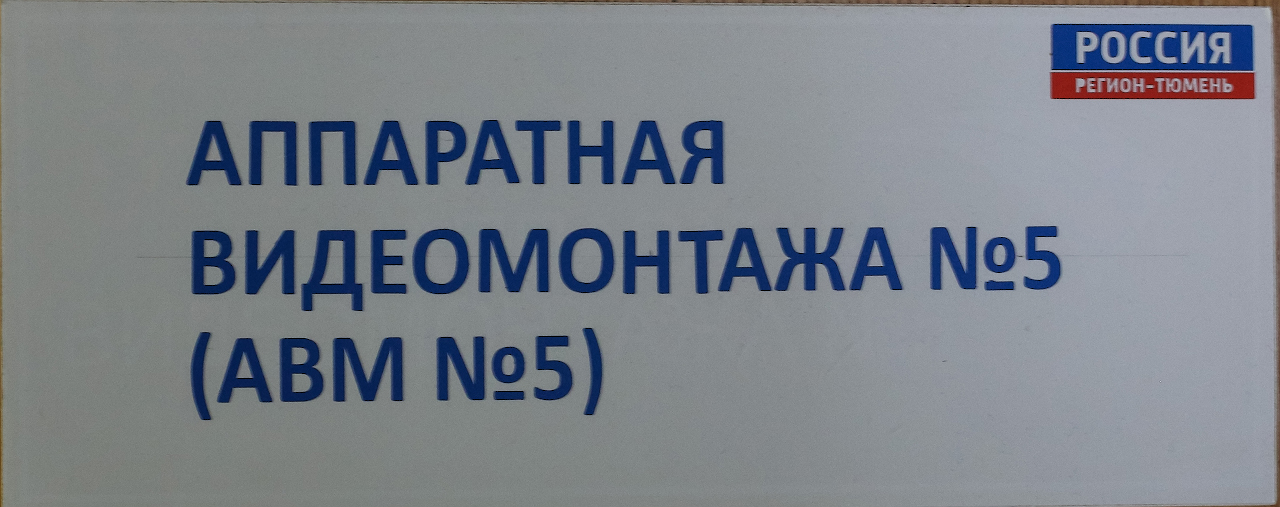 РОССИЯ
РЕГИОН-ТЮМЕНЬ
АППАРАТНАЯ
ВИДЕОМОНТАЖА №5
(АВМ №5)